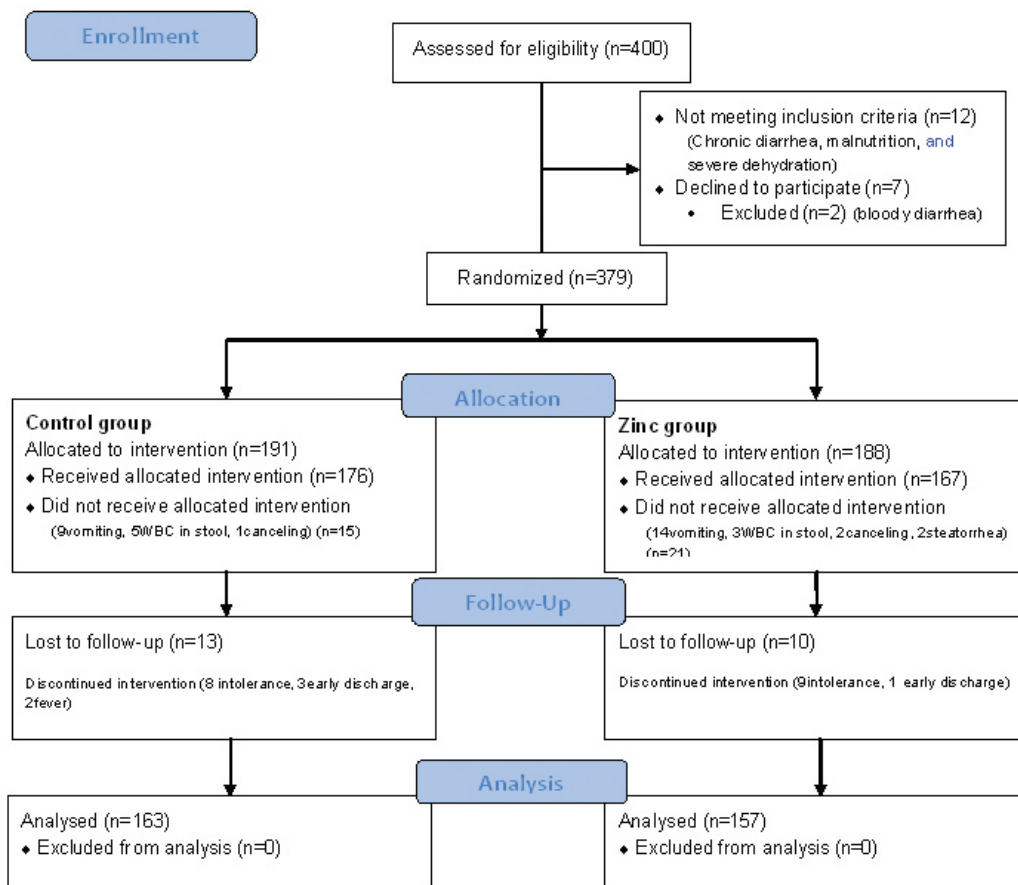 Enrollment
Assessed for eligibility (n=400)
♦ Not meeting inclusion criteria (n=12)
(Chronic diarrhea, malnutrition, and
severe dehydration)
♦ Declined to participate (n=7)
• Excluded (n=2) (bloody diarrhea)
Randomized (n=379)
Allocation
Control group
Allocated to intervention (n=191)
♦ Received allocated intervention (n=176)
♦ Did not receive allocated intervention
(9vomiting, 5WBC in stool, 1canceling) (n=15)
Zinc group
Allocated to intervention (n=188)
♦ Received allocated intervention (n=167)
♦ Did not receive allocated intervention
(14vomiting, 3WBC in stool, 2canceling, 2steatorrhea)
(n=21)
Follow-Up
Lost to follow-up (n=13)
Discontinued intervention (8 intolerance, 3early discharge,
2fever)
Lost to follow-up (n=10)
Discontinued intervention (9intolerance, 1 early discharge)
Analysis
Analysed (n=163)
♦ Excluded from analysis (n=0)
Analysed (n=157)
♦ Excluded from analysis (n=0)